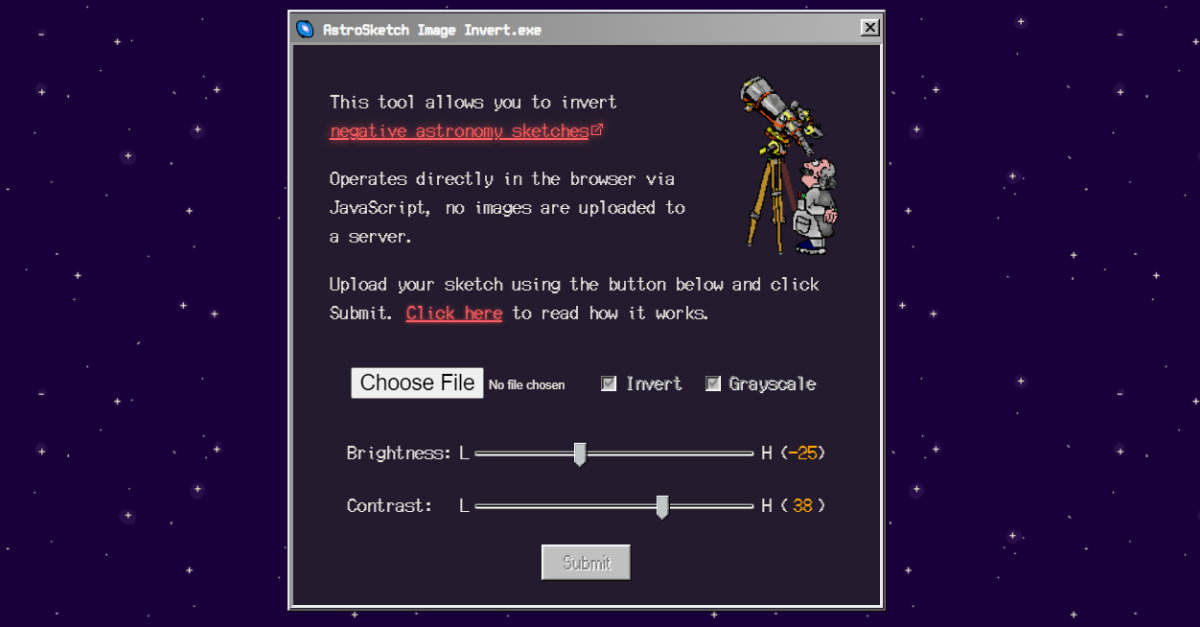 AstroSketch Image Invert.exe
This tool allows you to invert
negative astronomy sketches
Operates directly in the browser via
JavaScript, no images are uploaded to
a server.
Upload your sketch using the button below and click
Submit. Click here to read how it works.
Choose File No file chosen Invert Grayscale
Brightness: L H (-25)
Contrast: L H ( 38 )
Submit